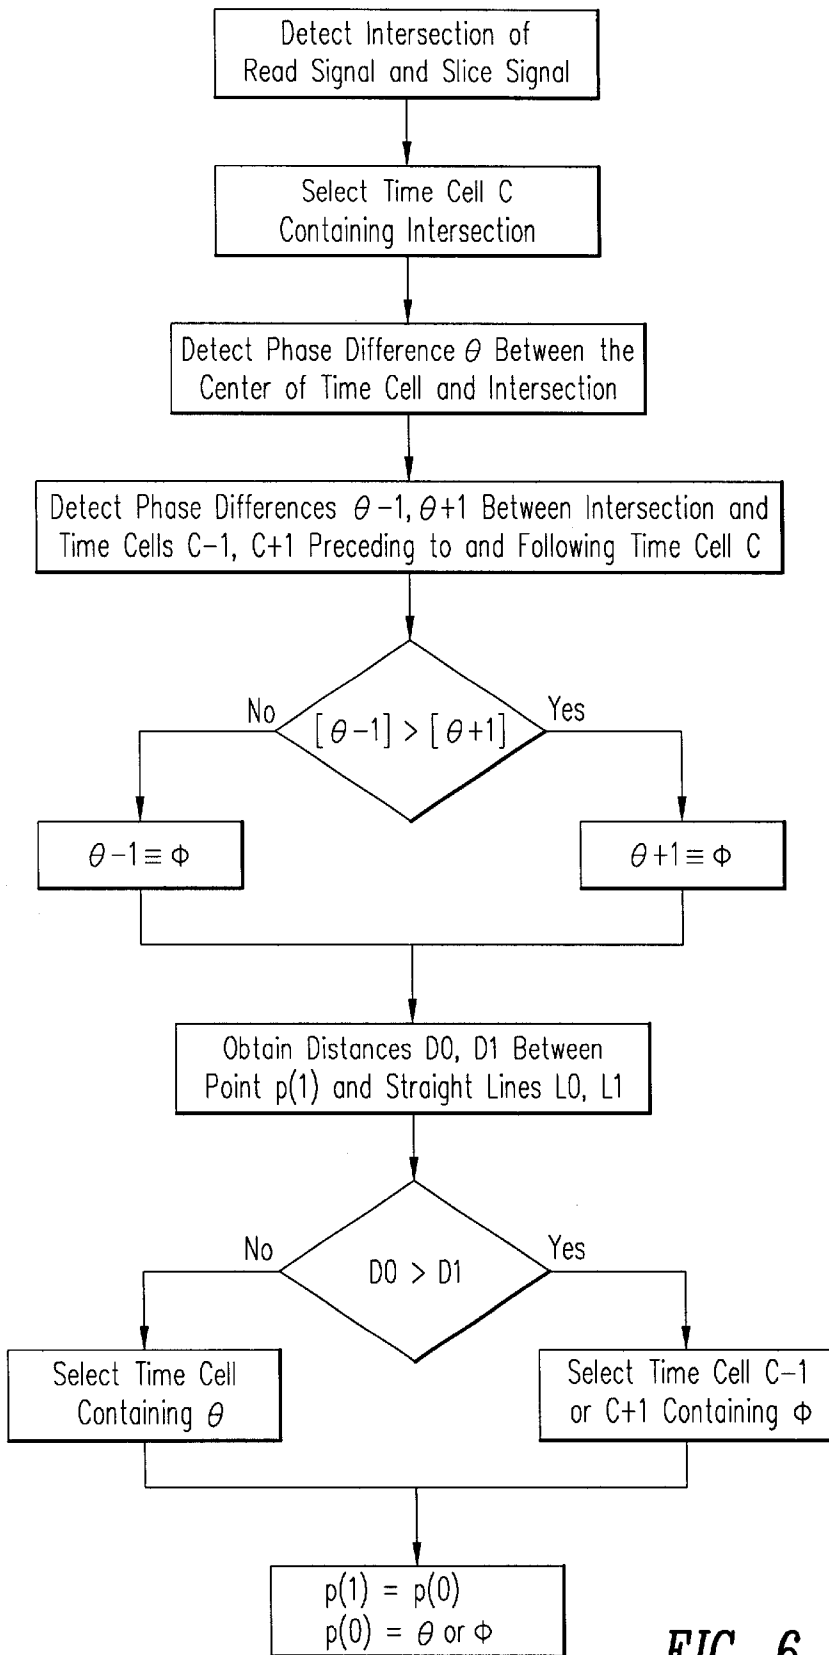 Detect Intersection of
Read Signal and Slice Signal
Select Time Cell C
Containing Intersection
Detect Phase Difference θ Between the
Center of Time Cell and Intersection
Detect Phase Differences θ-1, θ+1 Between Intersection and
Time Cells C-1, C+1 Preceding to and Following Time Cell C
No
[θ-1] > [θ+1]
Yes
θ-1 ≡ Φ
θ+1 ≡ Φ
Obtain Distances D0, D1 Between
Point p(1) and Straight Lines L0, L1
No
D0 > D1
Yes
Select Time Cell
Containing θ
Select Time Cell C-1
or C+1 Containing Φ
p(1) = p(0)
p(0) = θ or Φ
FIG. 6